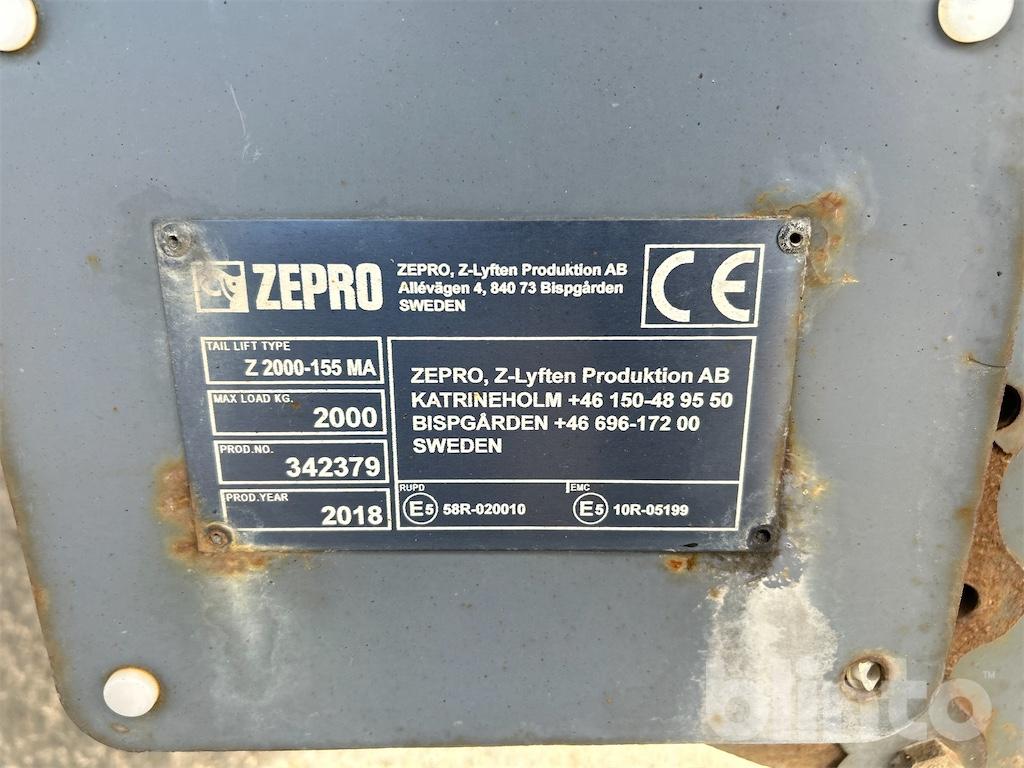 ZEPRO
ZEPRO, Z-Lyften Produktion AB
Allévägen 4, 840 73 Bispgården
SWEDEN
CE
TAIL LIFT TYPE
Z 2000-155 MA
MAX LOAD KG.
2000
PROD.NO.
342379
PROD.YEAR
2018
ZEPRO, Z-Lyften Produktion AB
KATRINEHOLM +46 150-48 95 50
BISPGÅRDEN +46 696-172 00
SWEDEN
RUPD
E5 58R-020010
EMC
E5 10R-05199
blinto™